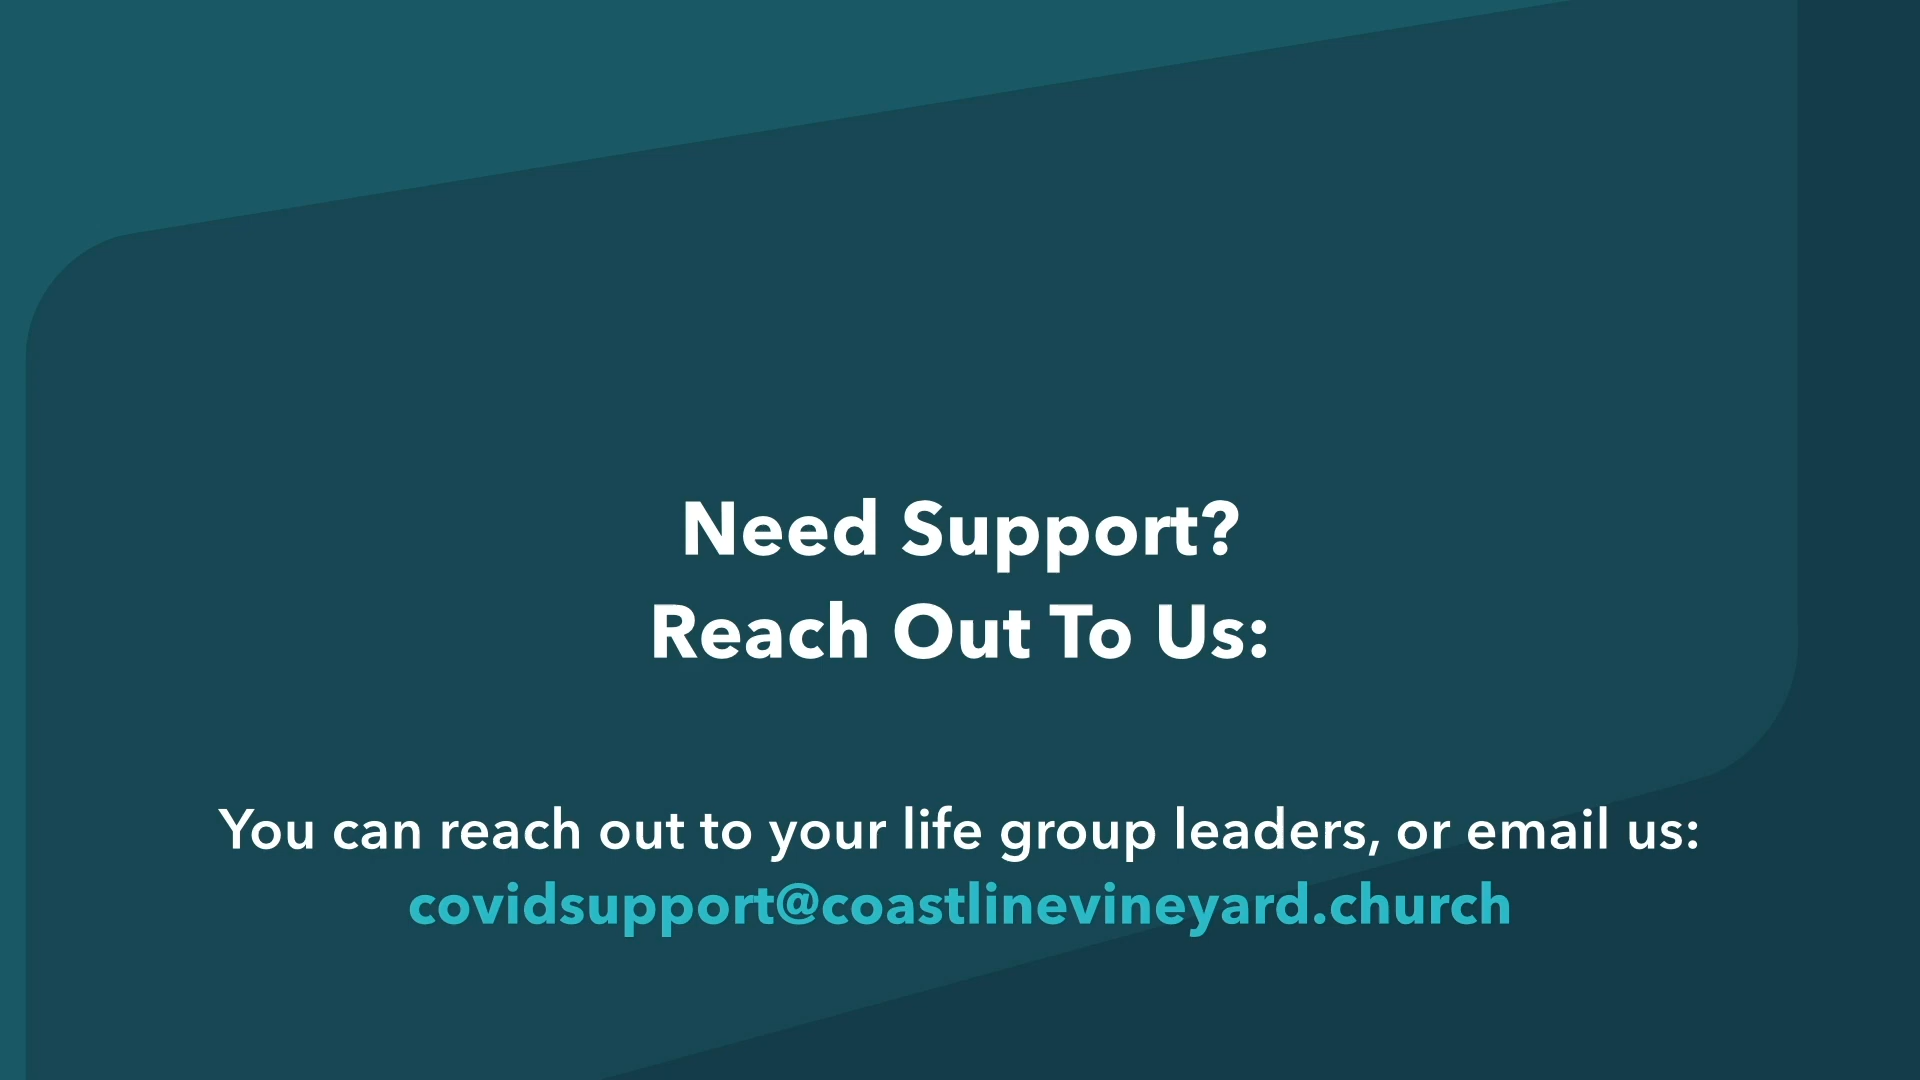 Need Support?
Reach Out To Us:
You can reach out to your life group leaders, or email us:
covidsupport@coastlinevineyard.church